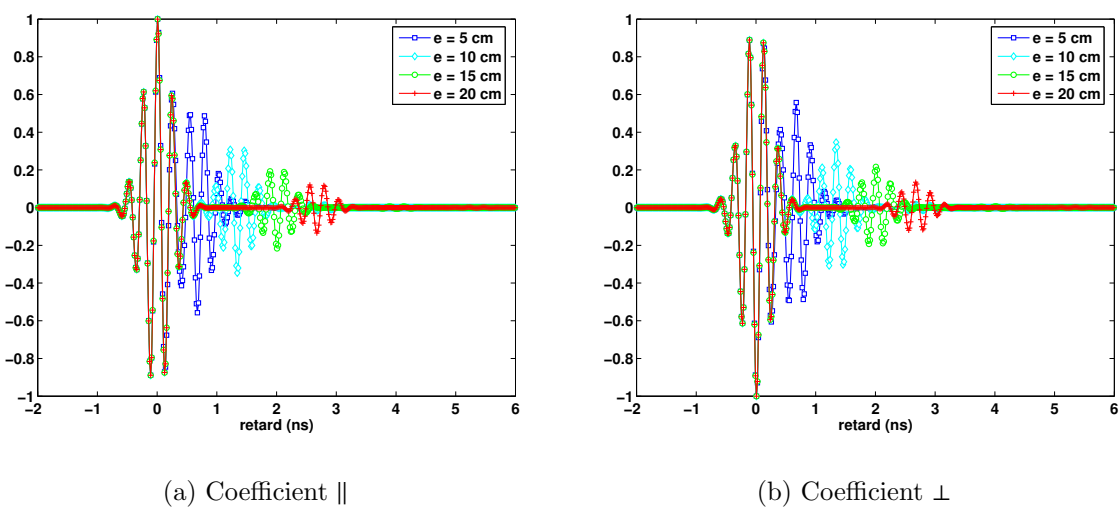 1
0.8
0.6
0.4
0.2
0
−0.2
−0.4
−0.6
−0.8
−1
−2 −1 0 1 2 3 4 5 6
retard (ns)
e = 5 cm
e = 10 cm
e = 15 cm
e = 20 cm
(a) Coefficient ∥
1
0.8
0.6
0.4
0.2
0
−0.2
−0.4
−0.6
−0.8
−1
−2 −1 0 1 2 3 4 5 6
retard (ns)
e = 5 cm
e = 10 cm
e = 15 cm
e = 20 cm
(b) Coefficient ⊥